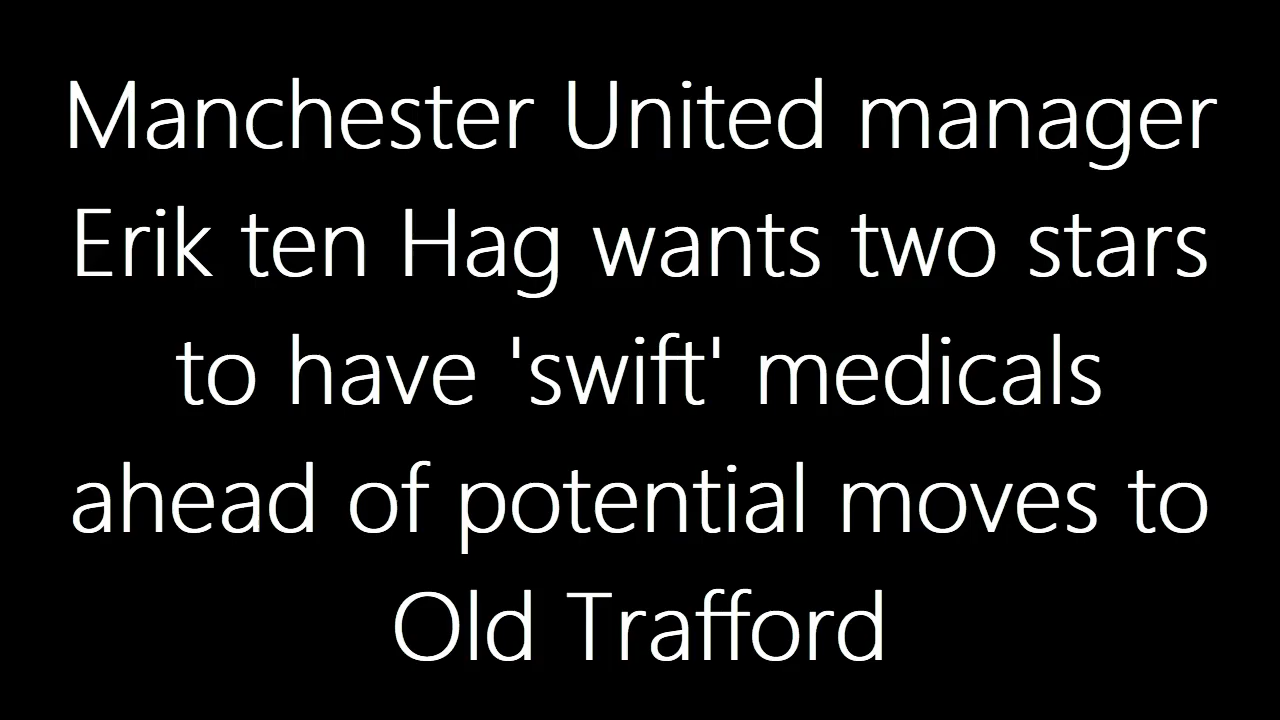 Manchester United manager
Erik ten Hag wants two stars
to have 'swift' medicals
ahead of potential moves to
Old Trafford